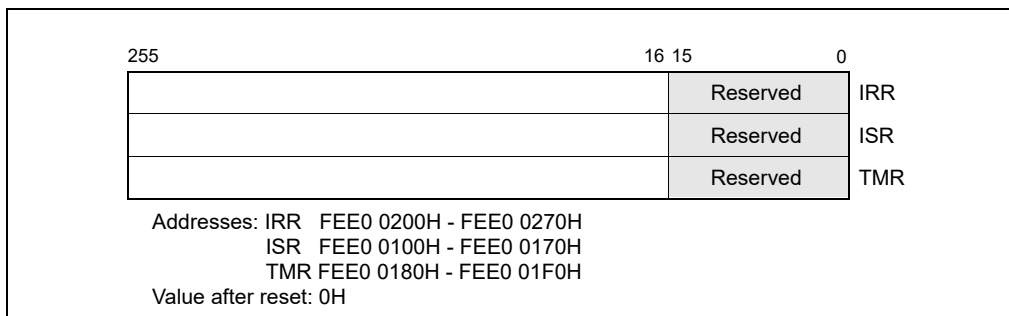 255 16 15 0
Reserved IRR
Reserved ISR
Reserved TMR
Addresses: IRR FEE0 0200H - FEE0 0270H
ISR FEE0 0100H - FEE0 0170H
TMR FEE0 0180H - FEE0 01F0H
Value after reset: 0H